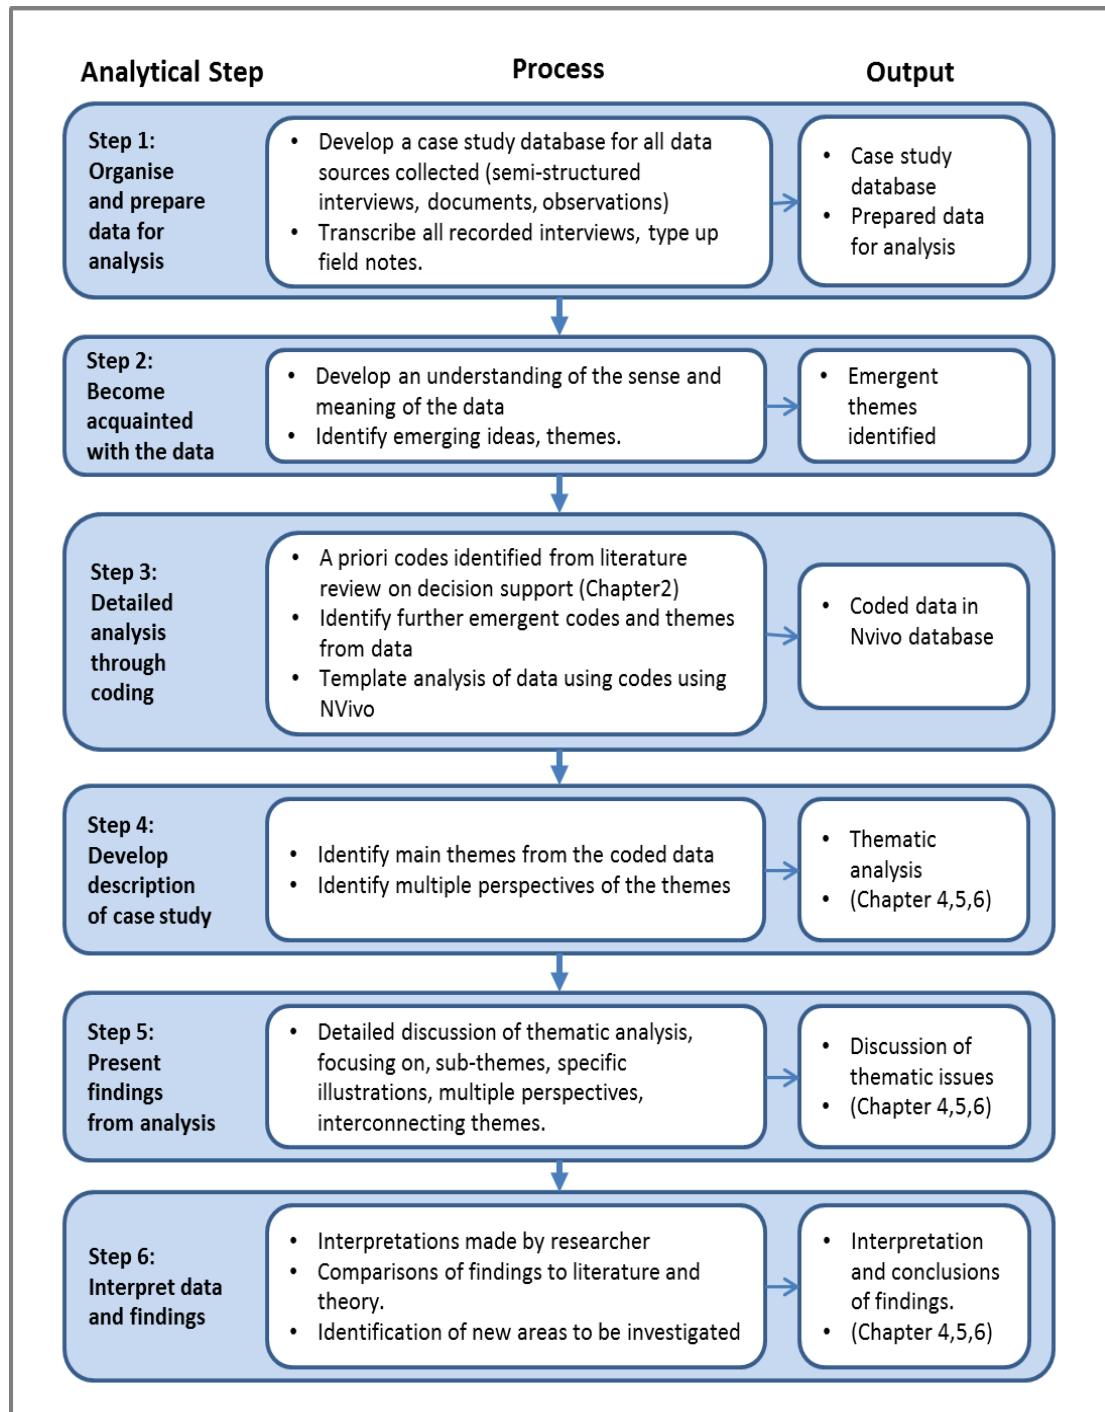 Analytical Step
Process
Output
Step 1:
Organise
and prepare
data for
analysis
• Develop a case study database for all data
sources collected (semi-structured
interviews, documents, observations)
• Transcribe all recorded interviews, type up
field notes.
• Case study
database
• Prepared data
for analysis
Step 2:
Become
acquainted
with the data
• Develop an understanding of the sense and
meaning of the data
• Identify emerging ideas, themes.
• Emergent
themes
identified
Step 3:
Detailed
analysis
through
coding
• A priori codes identified from literature
review on decision support (Chapter2)
• Identify further emergent codes and themes
from data
• Template analysis of data using codes using
NVivo
• Coded data in
Nvivo database
Step 4:
Develop
description
of case study
• Identify main themes from the coded data
• Identify multiple perspectives of the themes
• Thematic
analysis
• (Chapter 4,5,6)
Step 5:
Present
findings
from analysis
• Detailed discussion of thematic analysis,
focusing on, sub-themes, specific
illustrations, multiple perspectives,
interconnecting themes.
• Discussion of
thematic issues
• (Chapter 4,5,6)
Step 6:
Interpret data
and findings
• Interpretations made by researcher
• Comparisons of findings to literature and
theory.
• Identification of new areas to be investigated
• Interpretation
and conclusions
of findings.
• (Chapter 4,5,6)